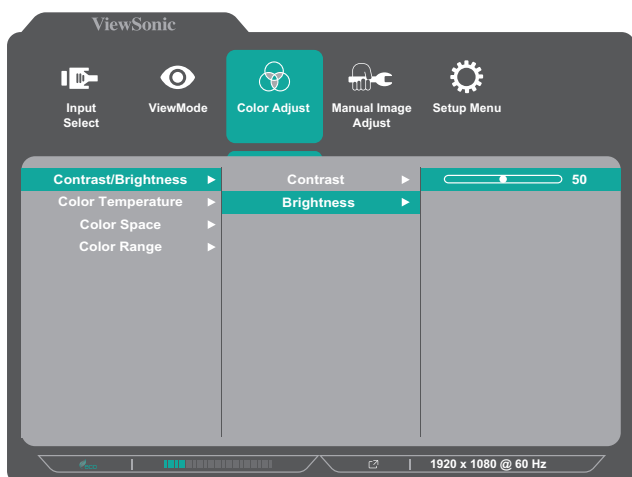 ViewSonic
Input Select
ViewMode
Color Adjust
Manual Image Adjust
Setup Menu
Contrast/Brightness
Contrast
50
Color Temperature
Brightness
Color Space
Color Range
ECO
1920 x 1080 @ 60 Hz